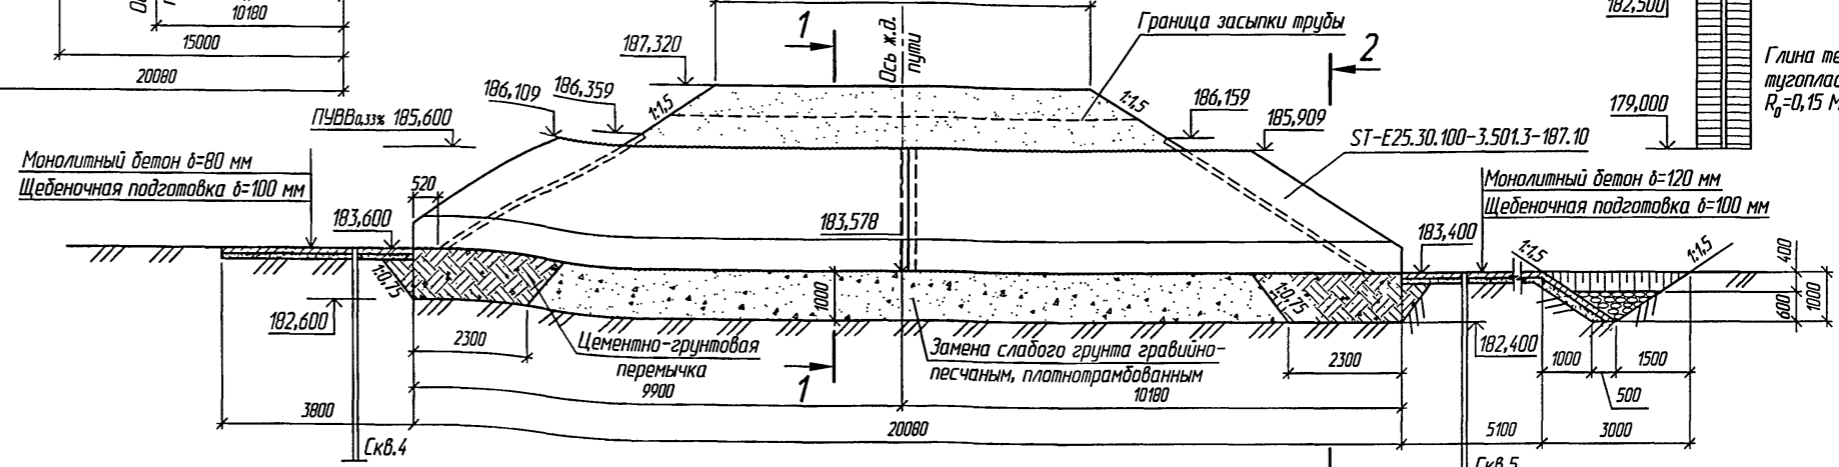 10180
15000
20080
187,320
186,109
186,359
ПУВВ0,33% 185,600
1:1,5
1
Ось ж.д.
пути
Граница засыпки трубы
2
1:1,5
186,159
185,909
182,500
179,000
Глина
R₀=0,15
ST-E25.30.100-3.501.3-187.10
Монолитный бетон δ=80 мм
Щебеночная подготовка δ=100 мм
520
183,600
183,578
Монолитный бетон δ=120 мм
Щебеночная подготовка δ=100 мм
183,400
1:1,5
1:1,5
400
600
1000
1:0,75
182,600
2300
Цементно-грунтовая
перемычка
1000
1
Замена слабого грунта гравийно-
песчаным, плотнотрамбованным
1:0,75
2300
182,400
1000
1500
500
9900
10180
3800
20080
5100
3000
Скв.4
Скв.5